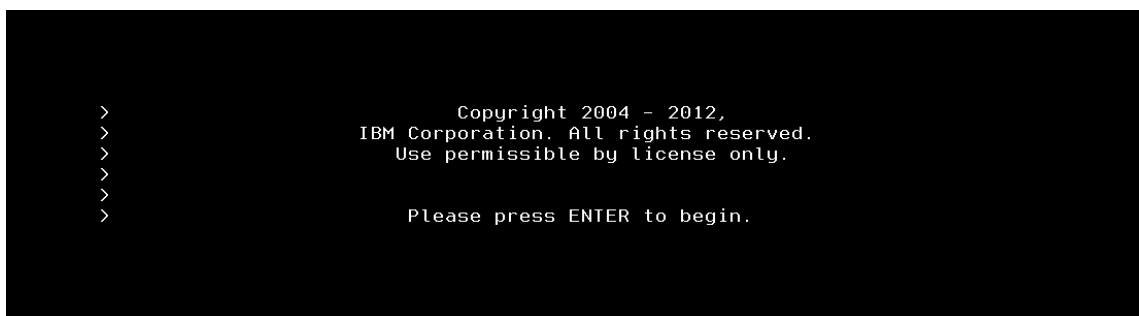 > Copyright 2004 - 2012,
> IBM Corporation. All rights reserved.
> Use permissible by license only.
>
>
> Please press ENTER to begin.